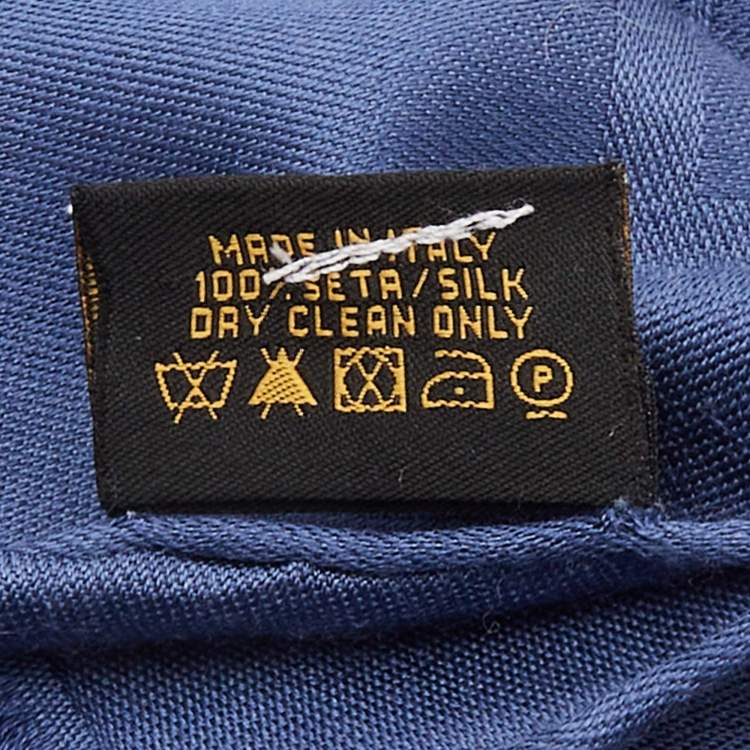 MADE IN ITALY
100% SETA/SILK
DRY CLEAN ONLY
P